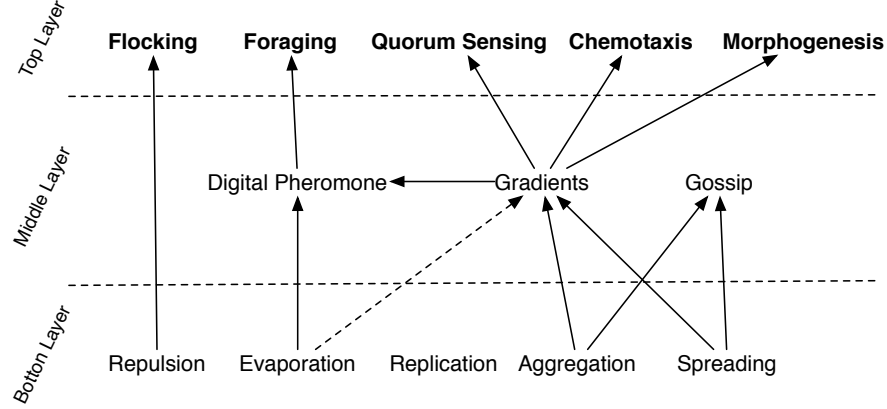 Top Layer
Flocking Foraging Quorum Sensing Chemotaxis Morphogenesis
Middle Layer
Digital Pheromone Gradients Gossip
Botton Layer
Repulsion Evaporation Replication Aggregation Spreading